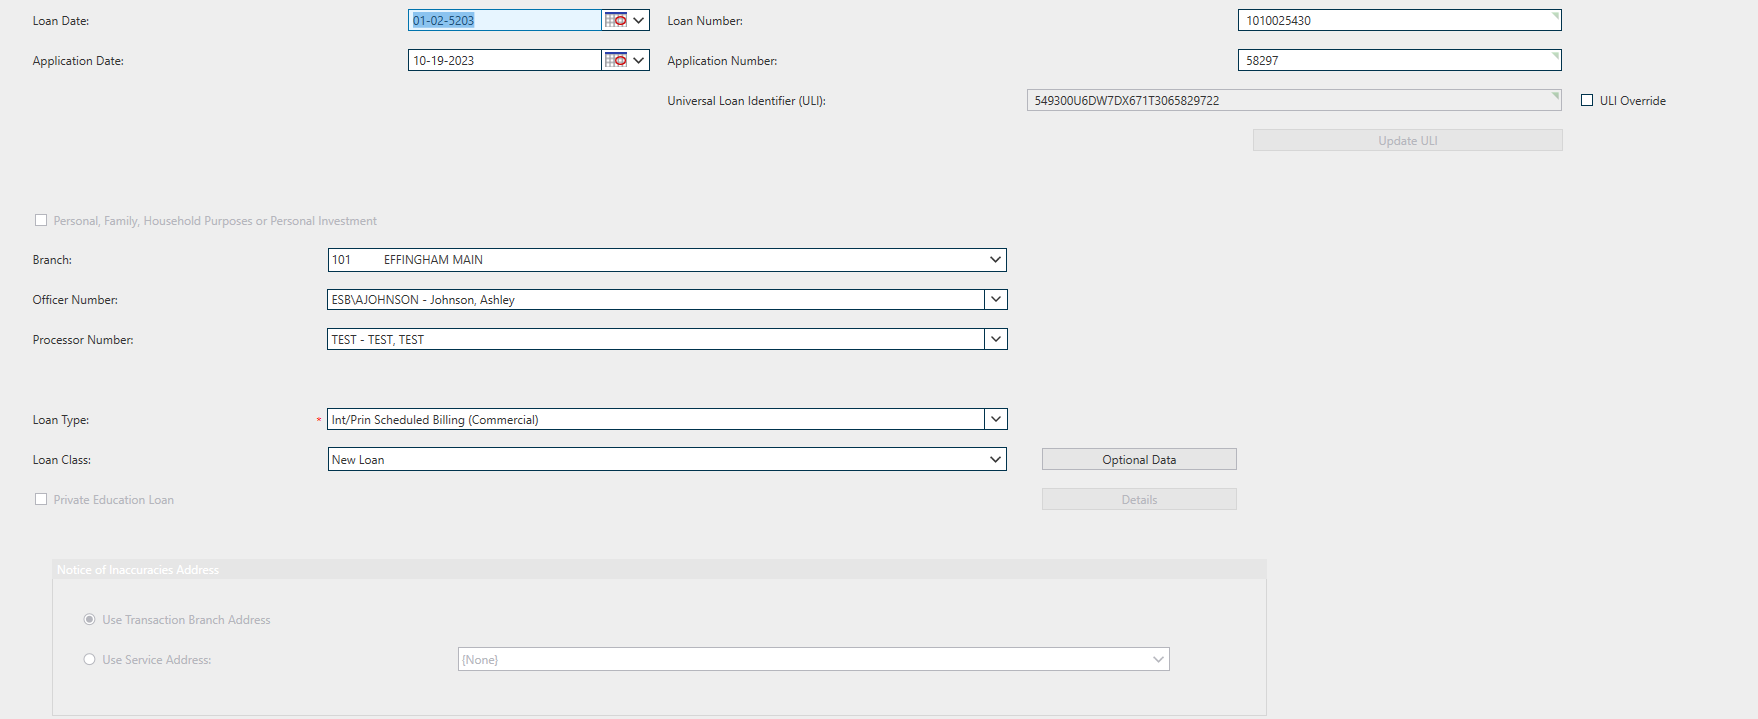 Loan Date: 01-02-5203 Loan Number: 1010025430
Application Date: 10-19-2023 Application Number: 58297
Universal Loan Identifier (ULI): 549300U6DW7DX671T3065829722 ULI Override
Update ULI
Personal, Family, Household Purposes or Personal Investment
Branch: 101 EFFINGHAM MAIN
Officer Number: ESB\AJOHNSON - Johnson, Ashley
Processor Number: TEST - TEST, TEST
Loan Type: * Int/Prin Scheduled Billing (Commercial)
Loan Class: New Loan Optional Data
Private Education Loan Details
Notice of Inaccuracies Address
Use Transaction Branch Address
Use Service Address: {None}